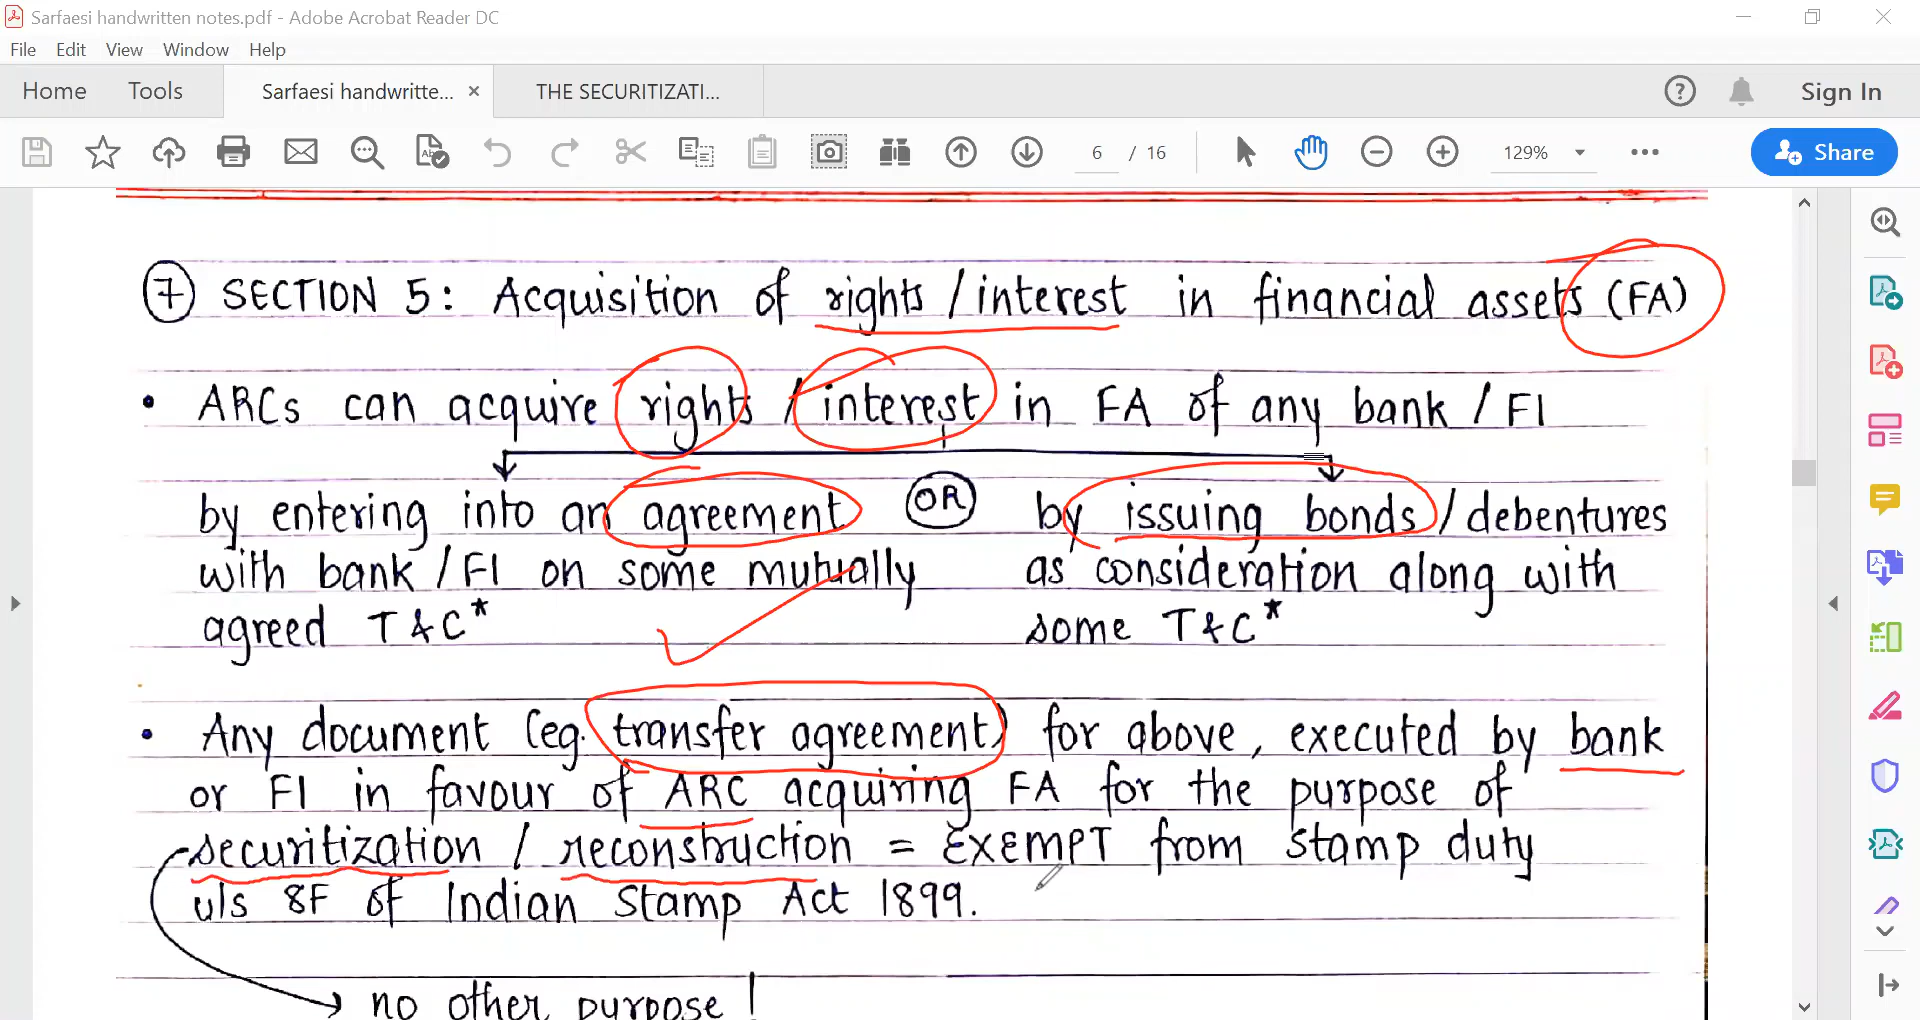 Sarfaesi handwritten notes.pdf - Adobe Acrobat Reader DC
File Edit View Window Help
Home Tools Sarfaesi handwritte... × THE SECURITIZATI... Sign In
6 / 16 129% Share
7 SECTION 5: Acquisition of rights / interest in financial assets (FA)
• ARCs can acquire rights / interest in FA of any bank / FI
by entering into an agreement OR by issuing bonds / debentures
with bank / FI on some mutually as consideration along with
agreed T & C* some T & C*
• Any document (eg. transfer agreement) for above, executed by bank
or FI in favour of ARC acquiring FA for the purpose of
securitization / reconstruction = EXEMPT from stamp duty
u/s 8F of Indian Stamp Act 1899.
→ no other purpose !